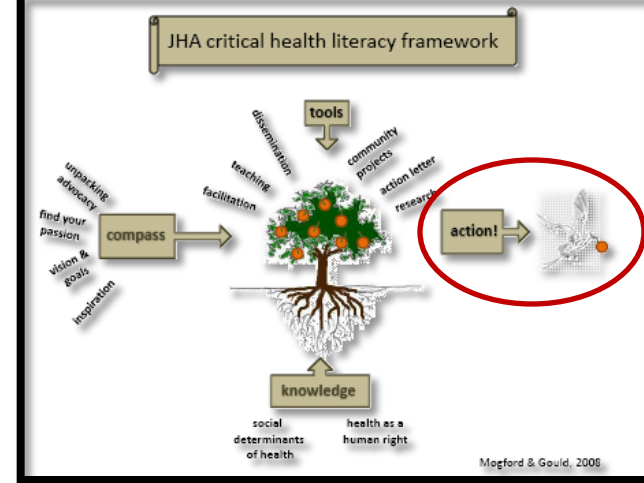 JHA critical health literacy framework
tools
dissemination
teaching
facilitation
community
projects
action letter
research
unpacking
advocacy
find your
passion
vision &
goals
inspiration
compass
action!
knowledge
social
determinants
of health
health as a
human right
Mogford & Gould, 2008